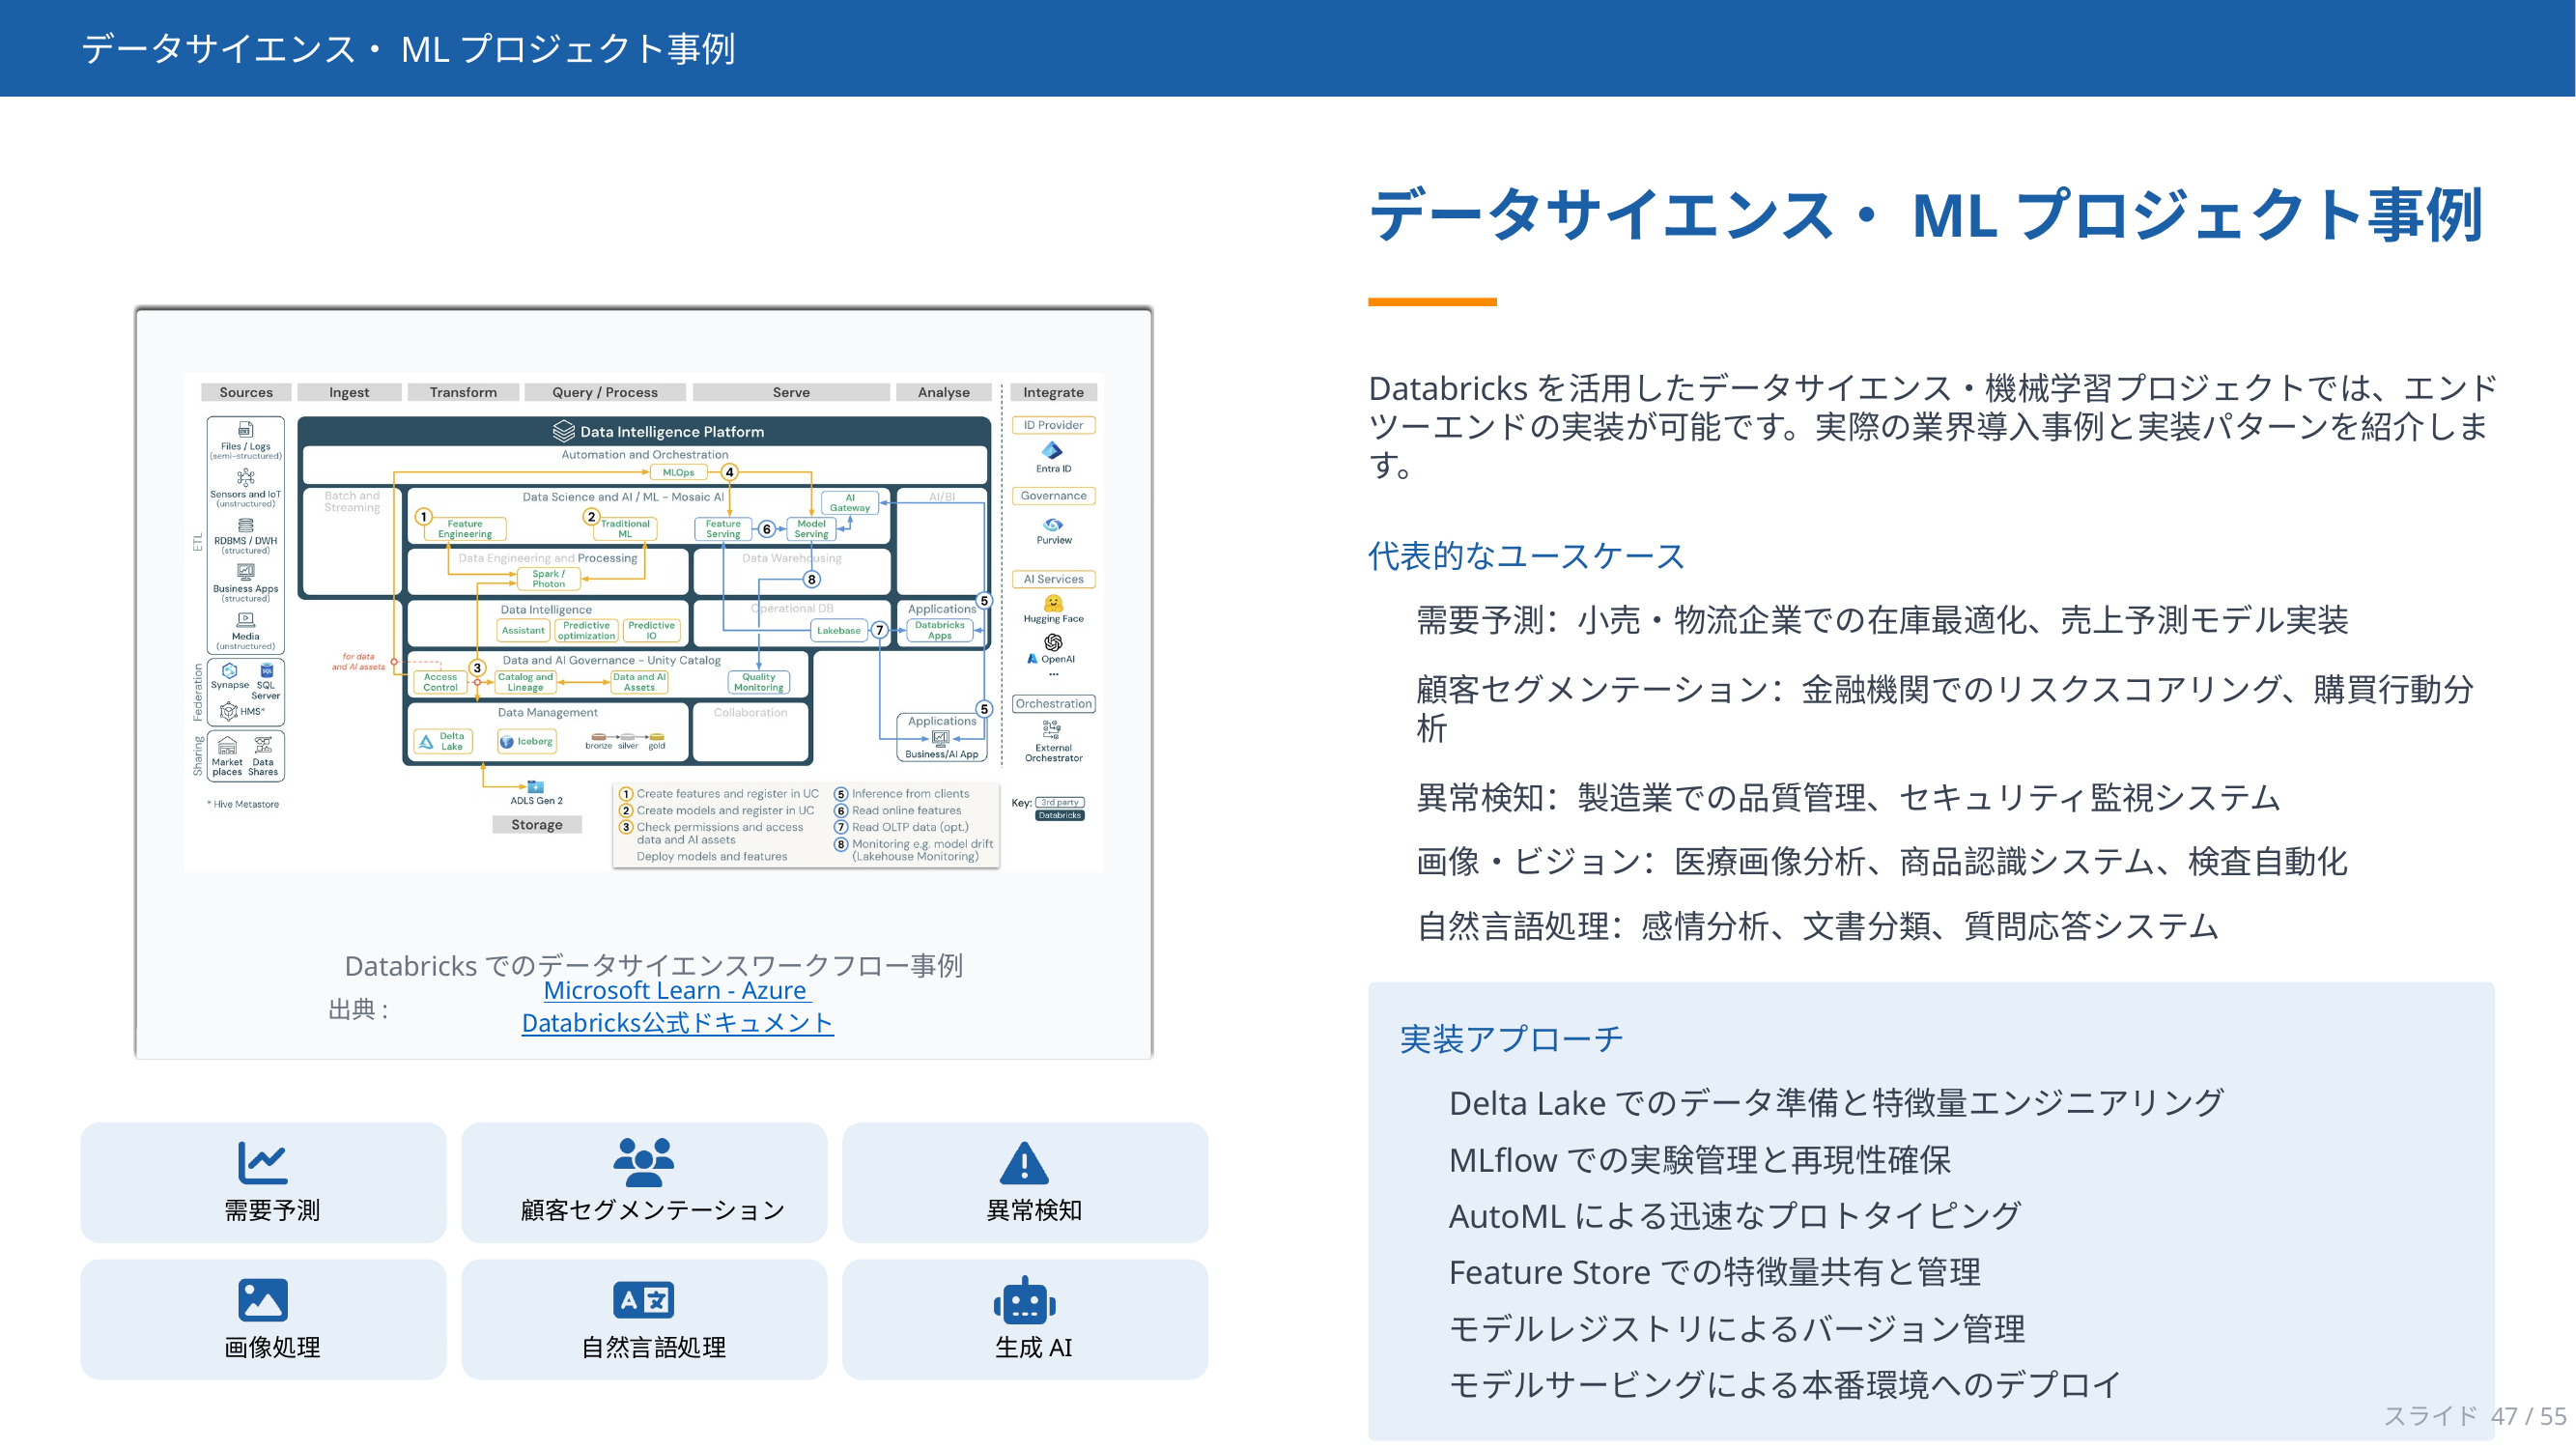 データサイエンス・ ML プロジェクト事例
Sources
Ingest
Transform
Query / Process
Serve
Analyse
Integrate
Data Intelligence Platform
Automation and Orchestration
MLOps
4
ETL
Files / Logs
(semi-structured)
Sensors and IoT
(unstructured)
RDBMS / DWH
(structured)
Business Apps
(structured)
Media
(unstructured)
Federation
Synapse
SQL
Server
HMS*
Sharing
Market
places
Data
Shares
* Hive Metastore
Batch and
Streaming
Data Science and AI / ML - Mosaic AI
1
Feature
Engineering
2
Traditional
ML
Feature
Serving
6
Model
Serving
AI
Gateway
AI/BI
Data Engineering and Processing
Spark /
Photon
Data Warehousing
8
Data Intelligence
Assistant
Predictive
optimization
Predictive
IO
Operational DB
Lakebase
7
5
Applications
Databricks
Apps
for data
and AI assets
3
Data and AI Governance - Unity Catalog
Access
Control
Catalog and
Lineage
Data and AI
Assets
Quality
Monitoring
Data Management
Delta
Lake
Iceberg
bronze silver gold
Collaboration
5
Applications
Business/AI App
ADLS Gen 2
Storage
ID Provider
Entra ID
Governance
Purview
AI Services
Hugging Face
OpenAI
...
Orchestration
External
Orchestrator
Key: 3rd party
Databricks
1 Create features and register in UC
2 Create models and register in UC
3 Check permissions and access
data and AI assets
Deploy models and features
5 Inference from clients
6 Read online features
7 Read OLTP data (opt.)
8 Monitoring e.g. model drift
(Lakehouse Monitoring)
Databricks でのデータサイエンスワークフロー事例
出典 :
Microsoft Learn - Azure
Databricks公式ドキュメント
需要予測
顧客セグメンテーション
異常検知
画像処理
自然言語処理
生成 AI
データサイエンス・ ML プロジェクト事例
Databricks を活用したデータサイエンス・機械学習プロジェクトでは、エンド
ツーエンドの実装が可能です。実際の業界導入事例と実装パターンを紹介しま
す。
代表的なユースケース
需要予測：小売・物流企業での在庫最適化、売上予測モデル実装
顧客セグメンテーション：金融機関でのリスクスコアリング、購買行動分
析
異常検知：製造業での品質管理、セキュリティ監視システム
画像・ビジョン：医療画像分析、商品認識システム、検査自動化
自然言語処理：感情分析、文書分類、質問応答システム
実装アプローチ
Delta Lake でのデータ準備と特徴量エンジニアリング
MLflow での実験管理と再現性確保
AutoML による迅速なプロトタイピング
Feature Store での特徴量共有と管理
モデルレジストリによるバージョン管理
モデルサービングによる本番環境へのデプロイ
スライド 47 / 55